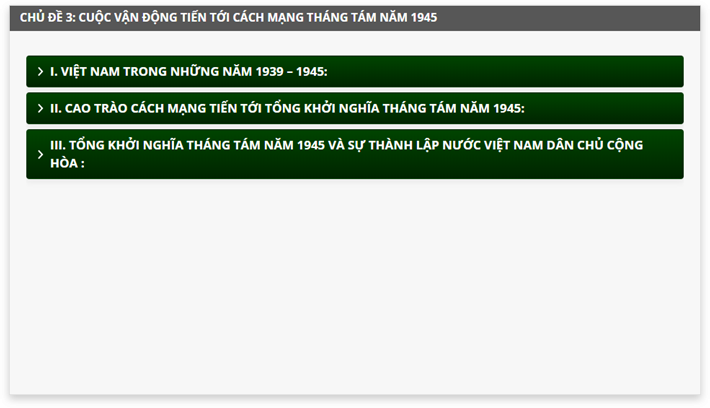 CHỦ ĐỀ 3: CUỘC VẬN ĐỘNG TIẾN TỚI CÁCH MẠNG THÁNG TÁM NĂM 1945
I. VIỆT NAM TRONG NHỮNG NĂM 1939 – 1945:
II. CAO TRÀO CÁCH MẠNG TIẾN TỚI TỔNG KHỞI NGHĨA THÁNG TÁM NĂM 1945:
III. TỔNG KHỞI NGHĨA THÁNG TÁM NĂM 1945 VÀ SỰ THÀNH LẬP NƯỚC VIỆT NAM DÂN CHỦ CỘNG
HÒA :